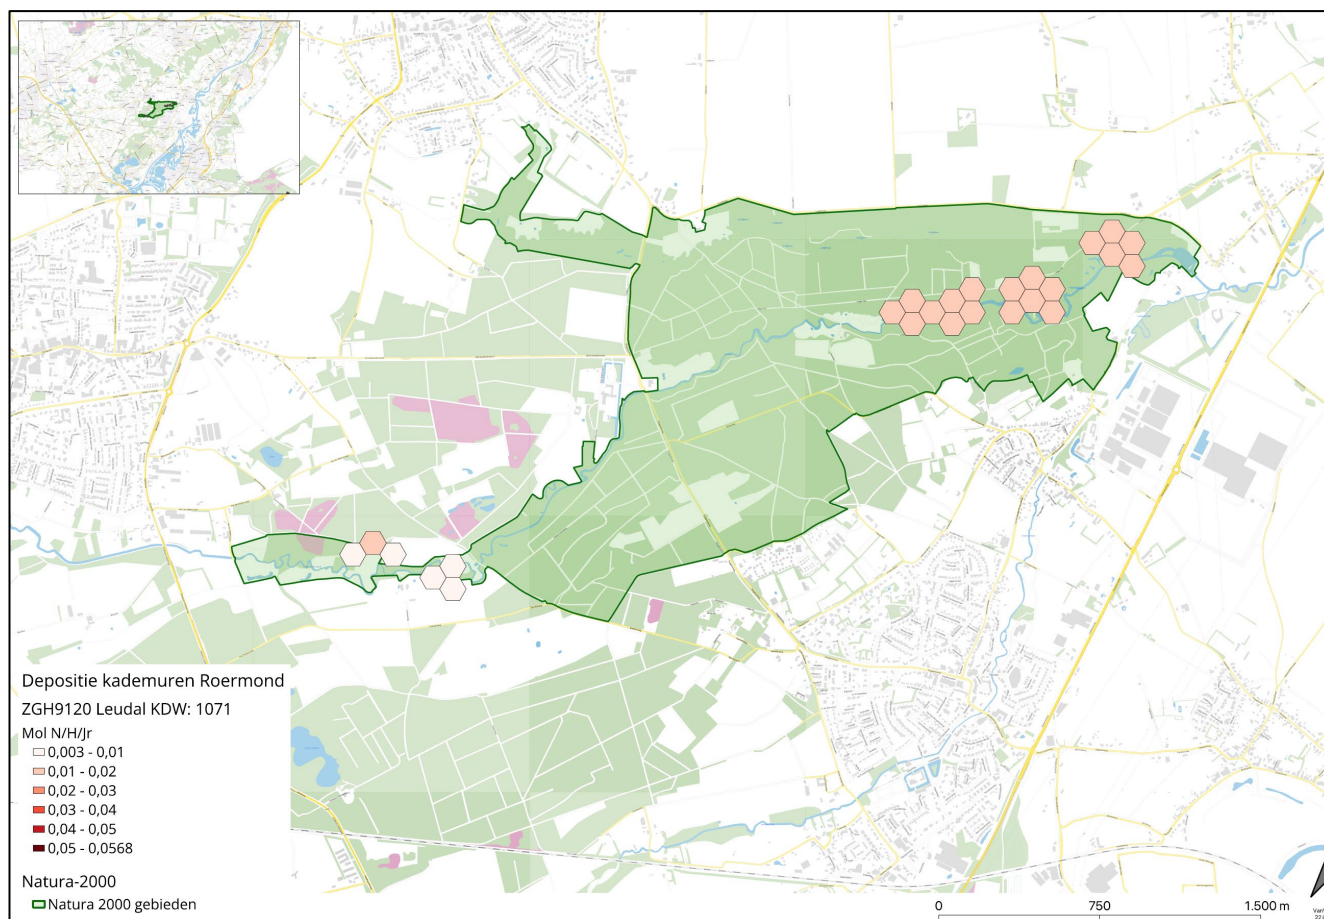 Depositie kademuren Roermond
ZGH9120 Leudal KDW: 1071
Mol N/H/Jr
0,003 - 0,01
0,01 - 0,02
0,02 - 0,03
0,03 - 0,04
0,04 - 0,05
0,05 - 0,0568
Natura-2000
Natura 2000 gebieden
0 750 1.500 m